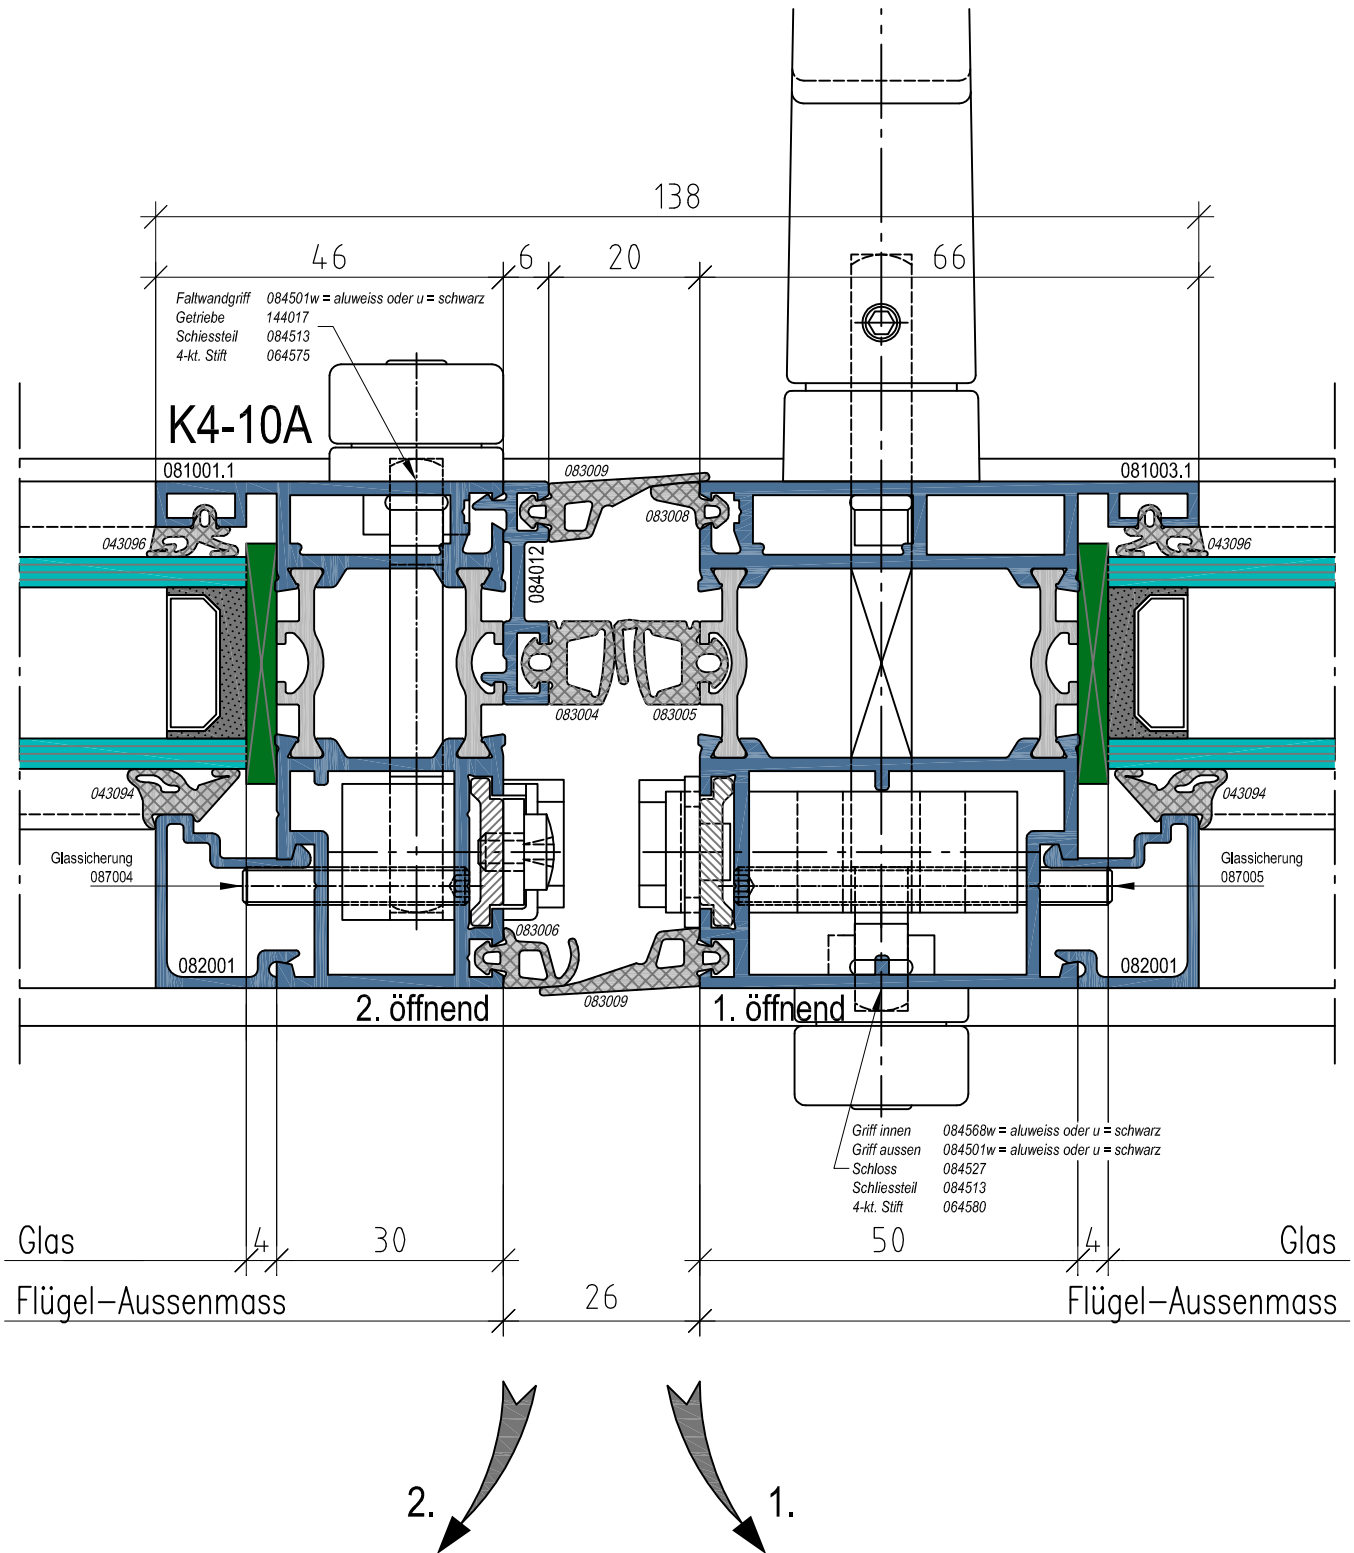 138
46 6 20 66
Faltwandgriff 084501w = aluweiss oder u = schwarz
Getriebe 144017
Schiessteil 084513
4-kt. Stift 064575
K4-10A
081001.1
083009
081003.1
083008
043096
043096
084012
083004
083005
043094
043094
Glassicherung
087004
Glassicherung
087005
083006
082001
082001
083009
2. öffnend
1. öffnend
Griff innen 084568w = aluweiss oder u = schwarz
Griff aussen 084501w = aluweiss oder u = schwarz
Schloss 084527
Schliessteil 084513
4-kt. Stift 064580
Glas 4 30 50 4 Glas
Flügel-Aussenmass 26 Flügel-Aussenmass
2. 1.